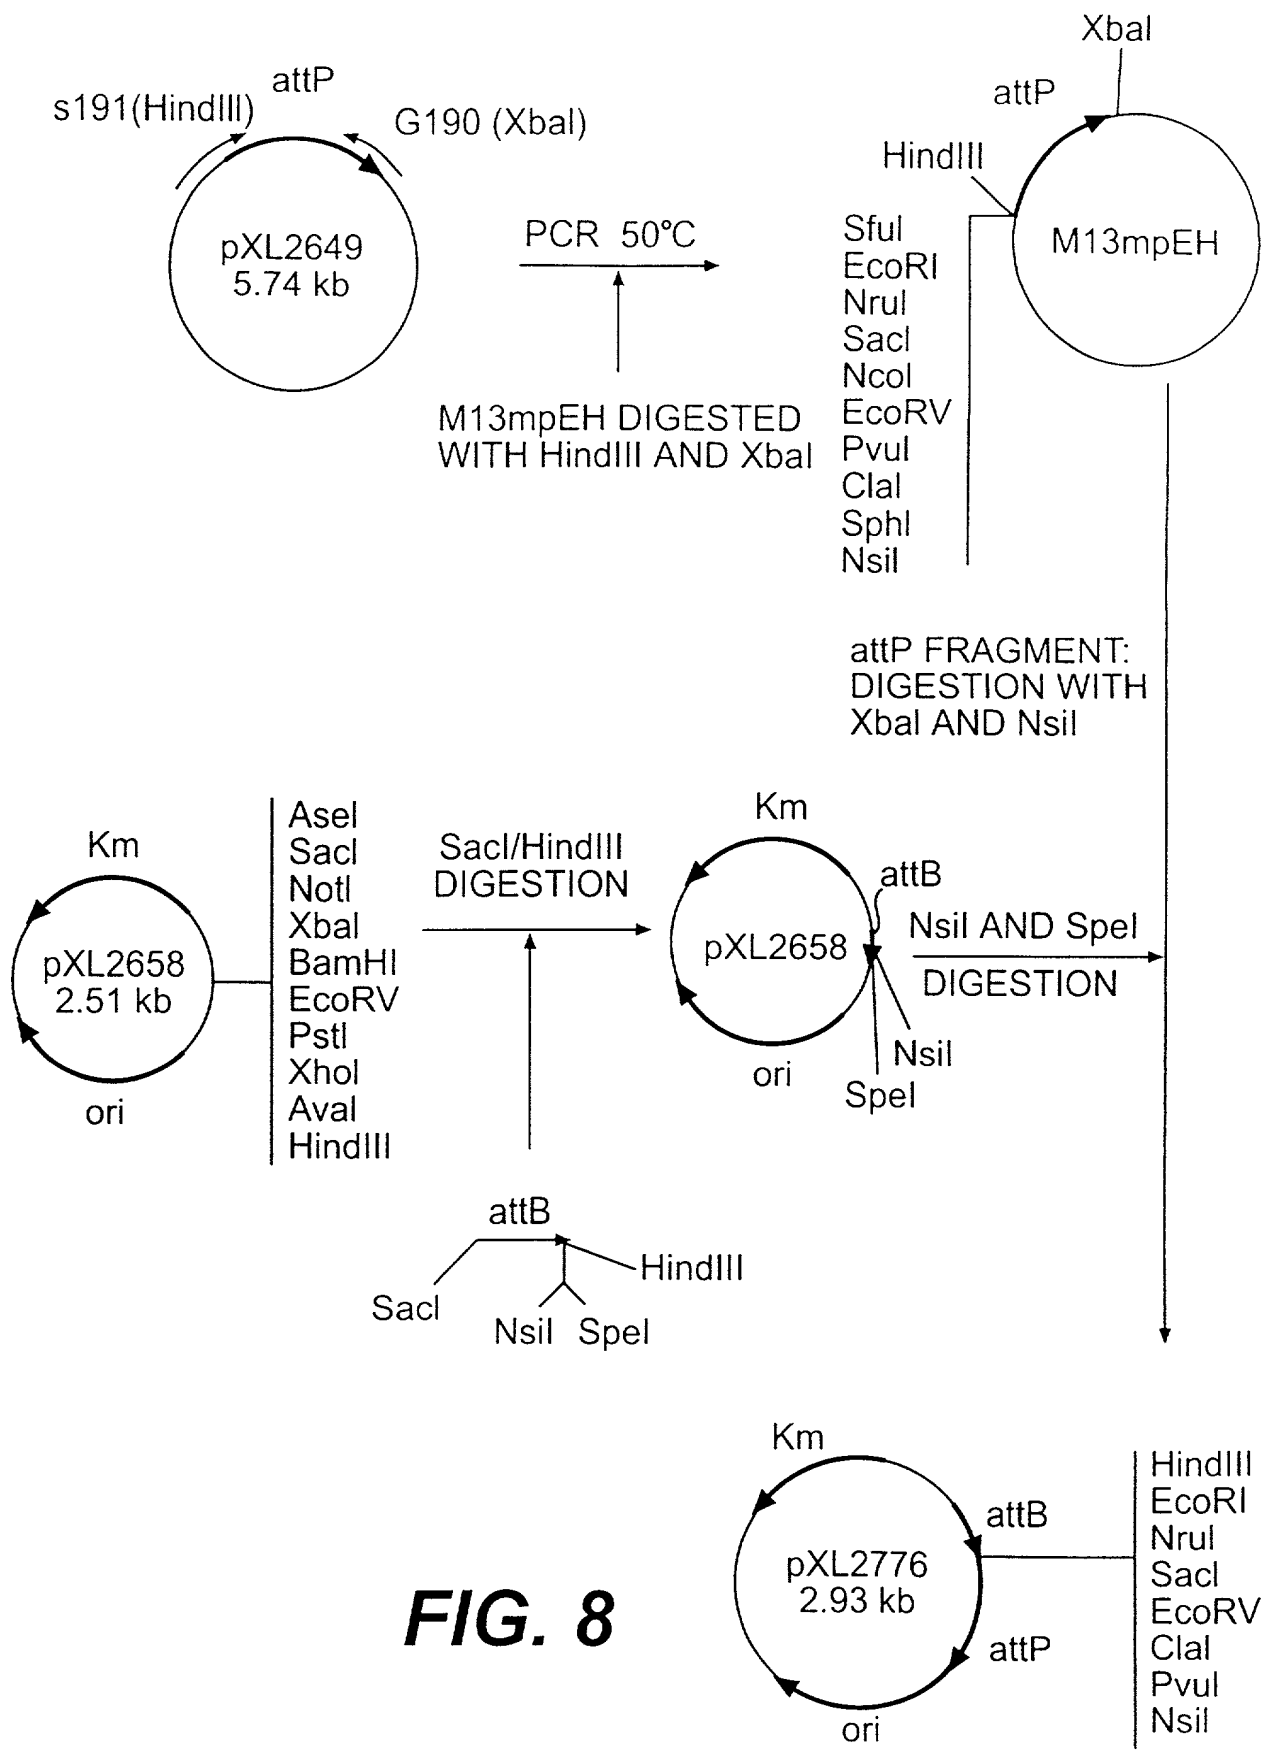 XbaI
attP
s191(HindIII)
G190 (XbaI)
attP
HindIII
pXL2649
5.74 kb
PCR 50°C
M13mpEH
SfuI
EcoRI
NruI
SacI
NcoI
EcoRV
PvuI
ClaI
SphI
NsiI
M13mpEH DIGESTED
WITH HindIII AND XbaI
attP FRAGMENT:
DIGESTION WITH
XbaI AND NsiI
Km
pXL2658
2.51 kb
ori
AseI
SacI
NotI
XbaI
BamHI
EcoRV
PstI
XhoI
AvaI
HindIII
SacI/HindIII
DIGESTION
attB
SacI
NsiI
SpeI
HindIII
Km
attB
pXL2658
ori
NsiI
SpeI
NsiI AND SpeI
DIGESTION
Km
attB
pXL2776
2.93 kb
attP
ori
HindIII
EcoRI
NruI
SacI
EcoRV
ClaI
PvuI
NsiI
FIG. 8